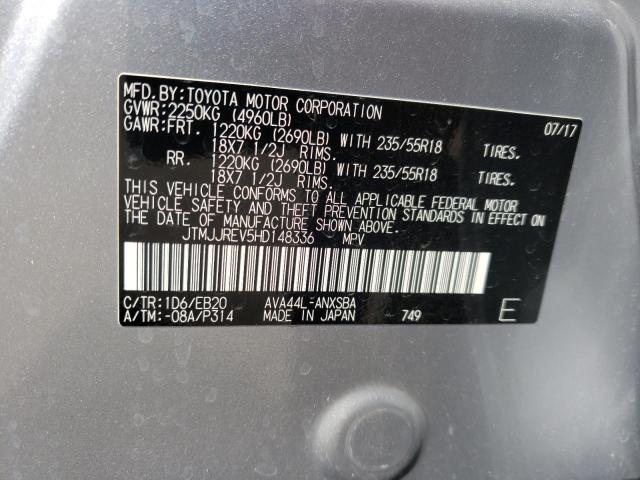 MFD.BY:TOYOTA MOTOR CORPORATION 07/17
GVWR:2250KG (4960LB)
GAWR:FRT. 1220KG (2690LB) WITH 235/55R18 TIRES.
18X7 1/2J RIMS.
RR. 1220KG (2690LB) WITH 235/55R18 TIRES.
18X7 1/2J RIMS.
THIS VEHICLE CONFORMS TO ALL APPLICABLE FEDERAL MOTOR
VEHICLE SAFETY AND THEFT PREVENTION STANDARDS IN EFFECT ON
THE DATE OF MANUFACTURE SHOWN ABOVE.
JTMJJREV5HD148336 MPV
C/TR:1D6/EB20 AVA44L-ANXSBA
A/TM:-08A/P314 MADE IN JAPAN 749 E